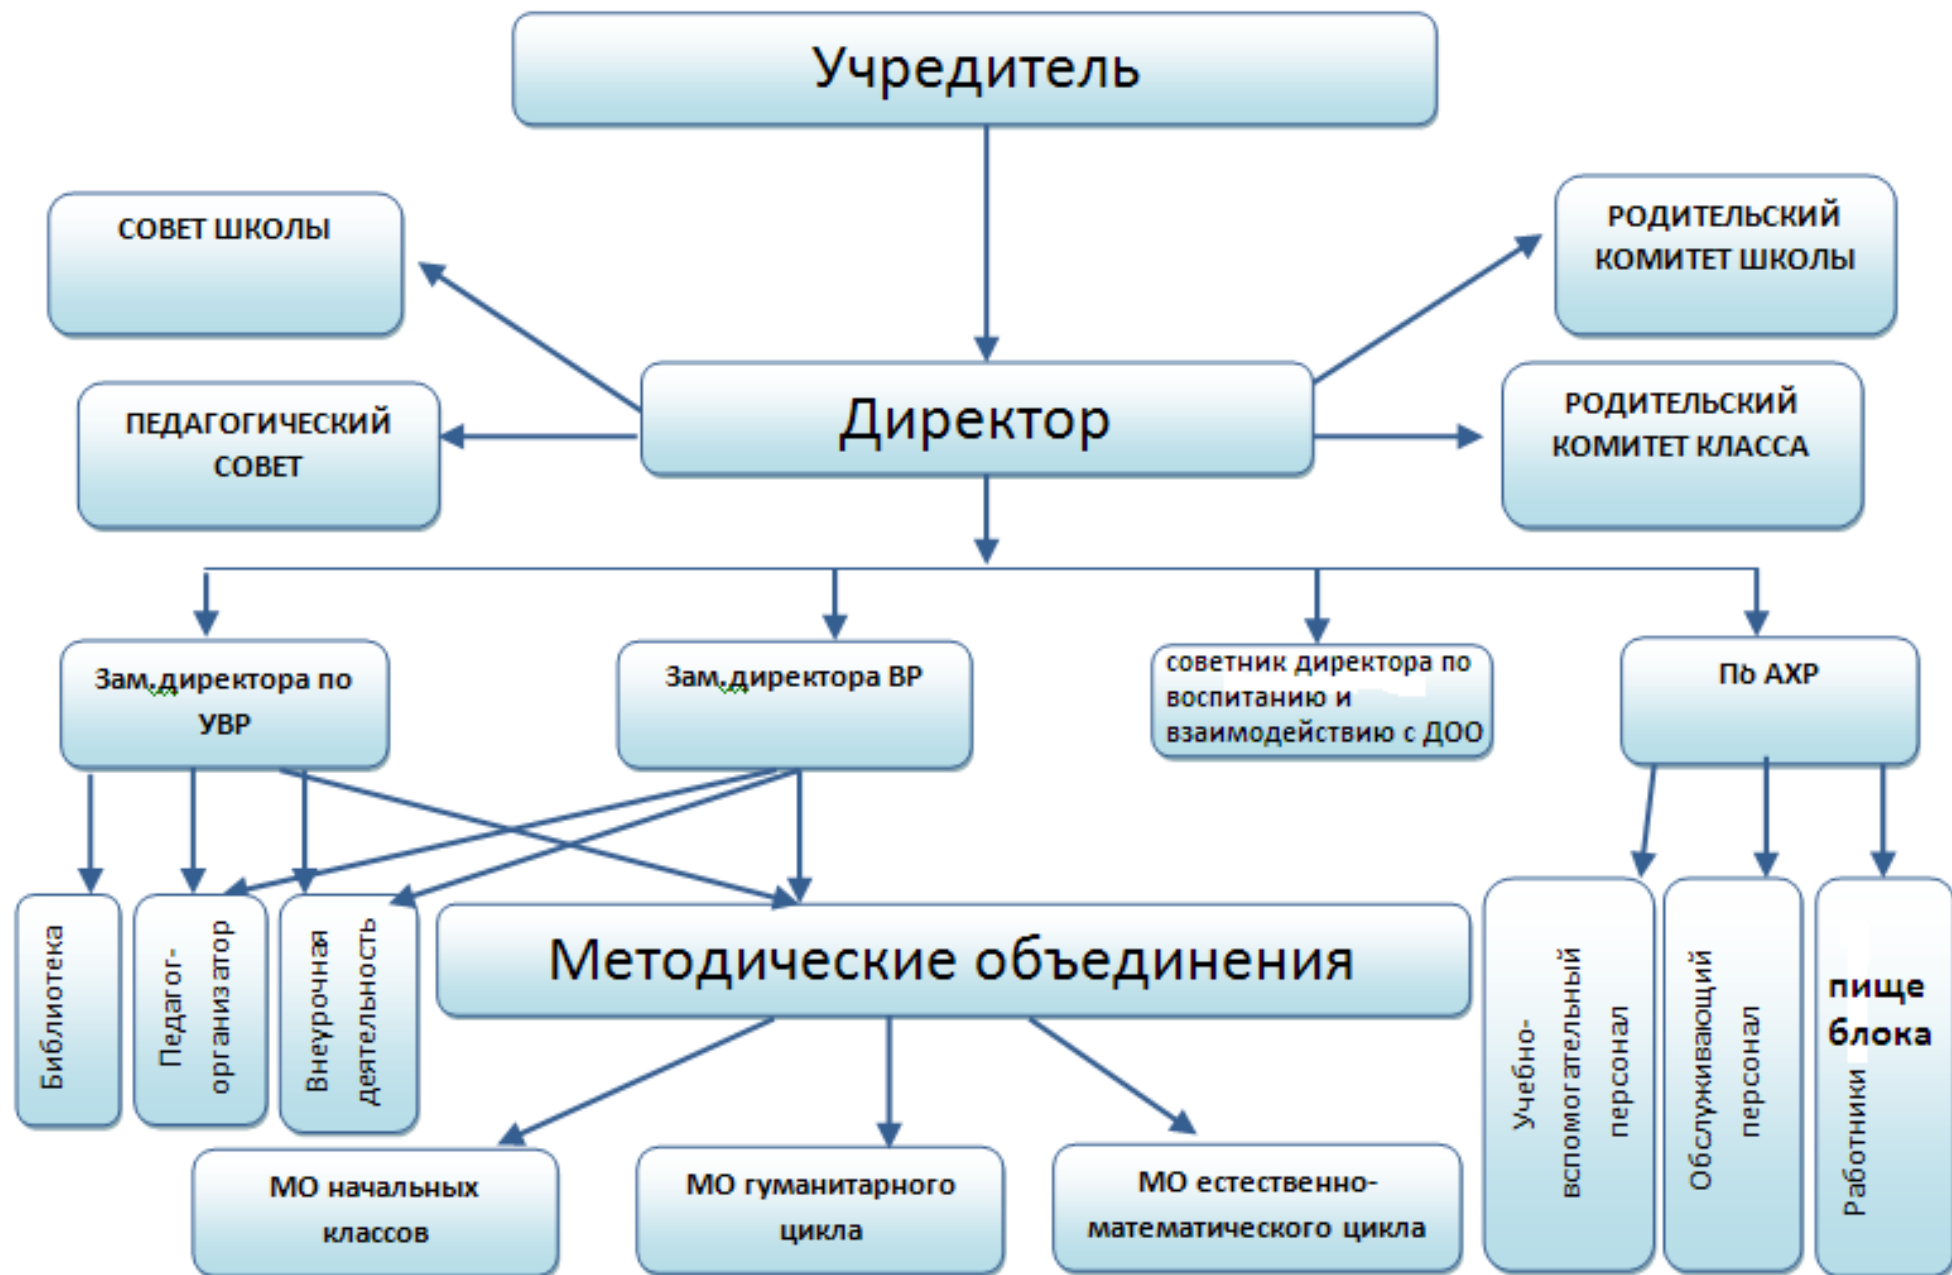 Учредитель
СОВЕТ ШКОЛЫ
РОДИТЕЛЬСКИЙ
КОМИТЕТ ШКОЛЫ
Директор
ПЕДАГОГИЧЕСКИЙ
СОВЕТ
РОДИТЕЛЬСКИЙ
КОМИТЕТ КЛАССА
Зам.директора по
УВР
Зам.директора ВР
советник директора по
воспитанию и
взаимодействию с ДОО
По АХР
Библиотека
Педагог-
организатор
Внеурочная
деятельность
Методические объединения
Учебно-
вспомогательный
персонал
Обслуживающий
персонал
пище
блока
Работники
МО начальных
классов
МО гуманитарного
цикла
МО естественно-
математического цикла